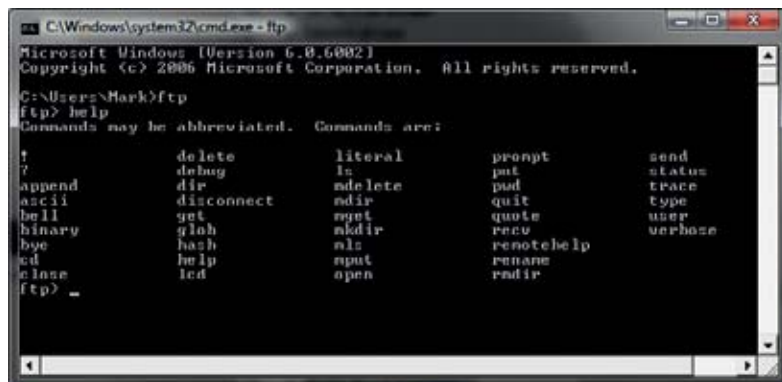 C:\Windows\system32\cmd.exe - ftp
Microsoft Windows [Version 6.0.6002]
Copyright (c) 2006 Microsoft Corporation.  All rights reserved.
C:\Users\Mark>ftp
ftp> help
Commands may be abbreviated.  Commands are:
! delete literal prompt send
? debug ls put status
append dir mdelete pwd trace
ascii disconnect mdir quit type
bell get mget quote user
binary glob mkdir recv verbose
bye hash mls remotehelp
cd help mput rename
close lcd open rmdir
ftp> _